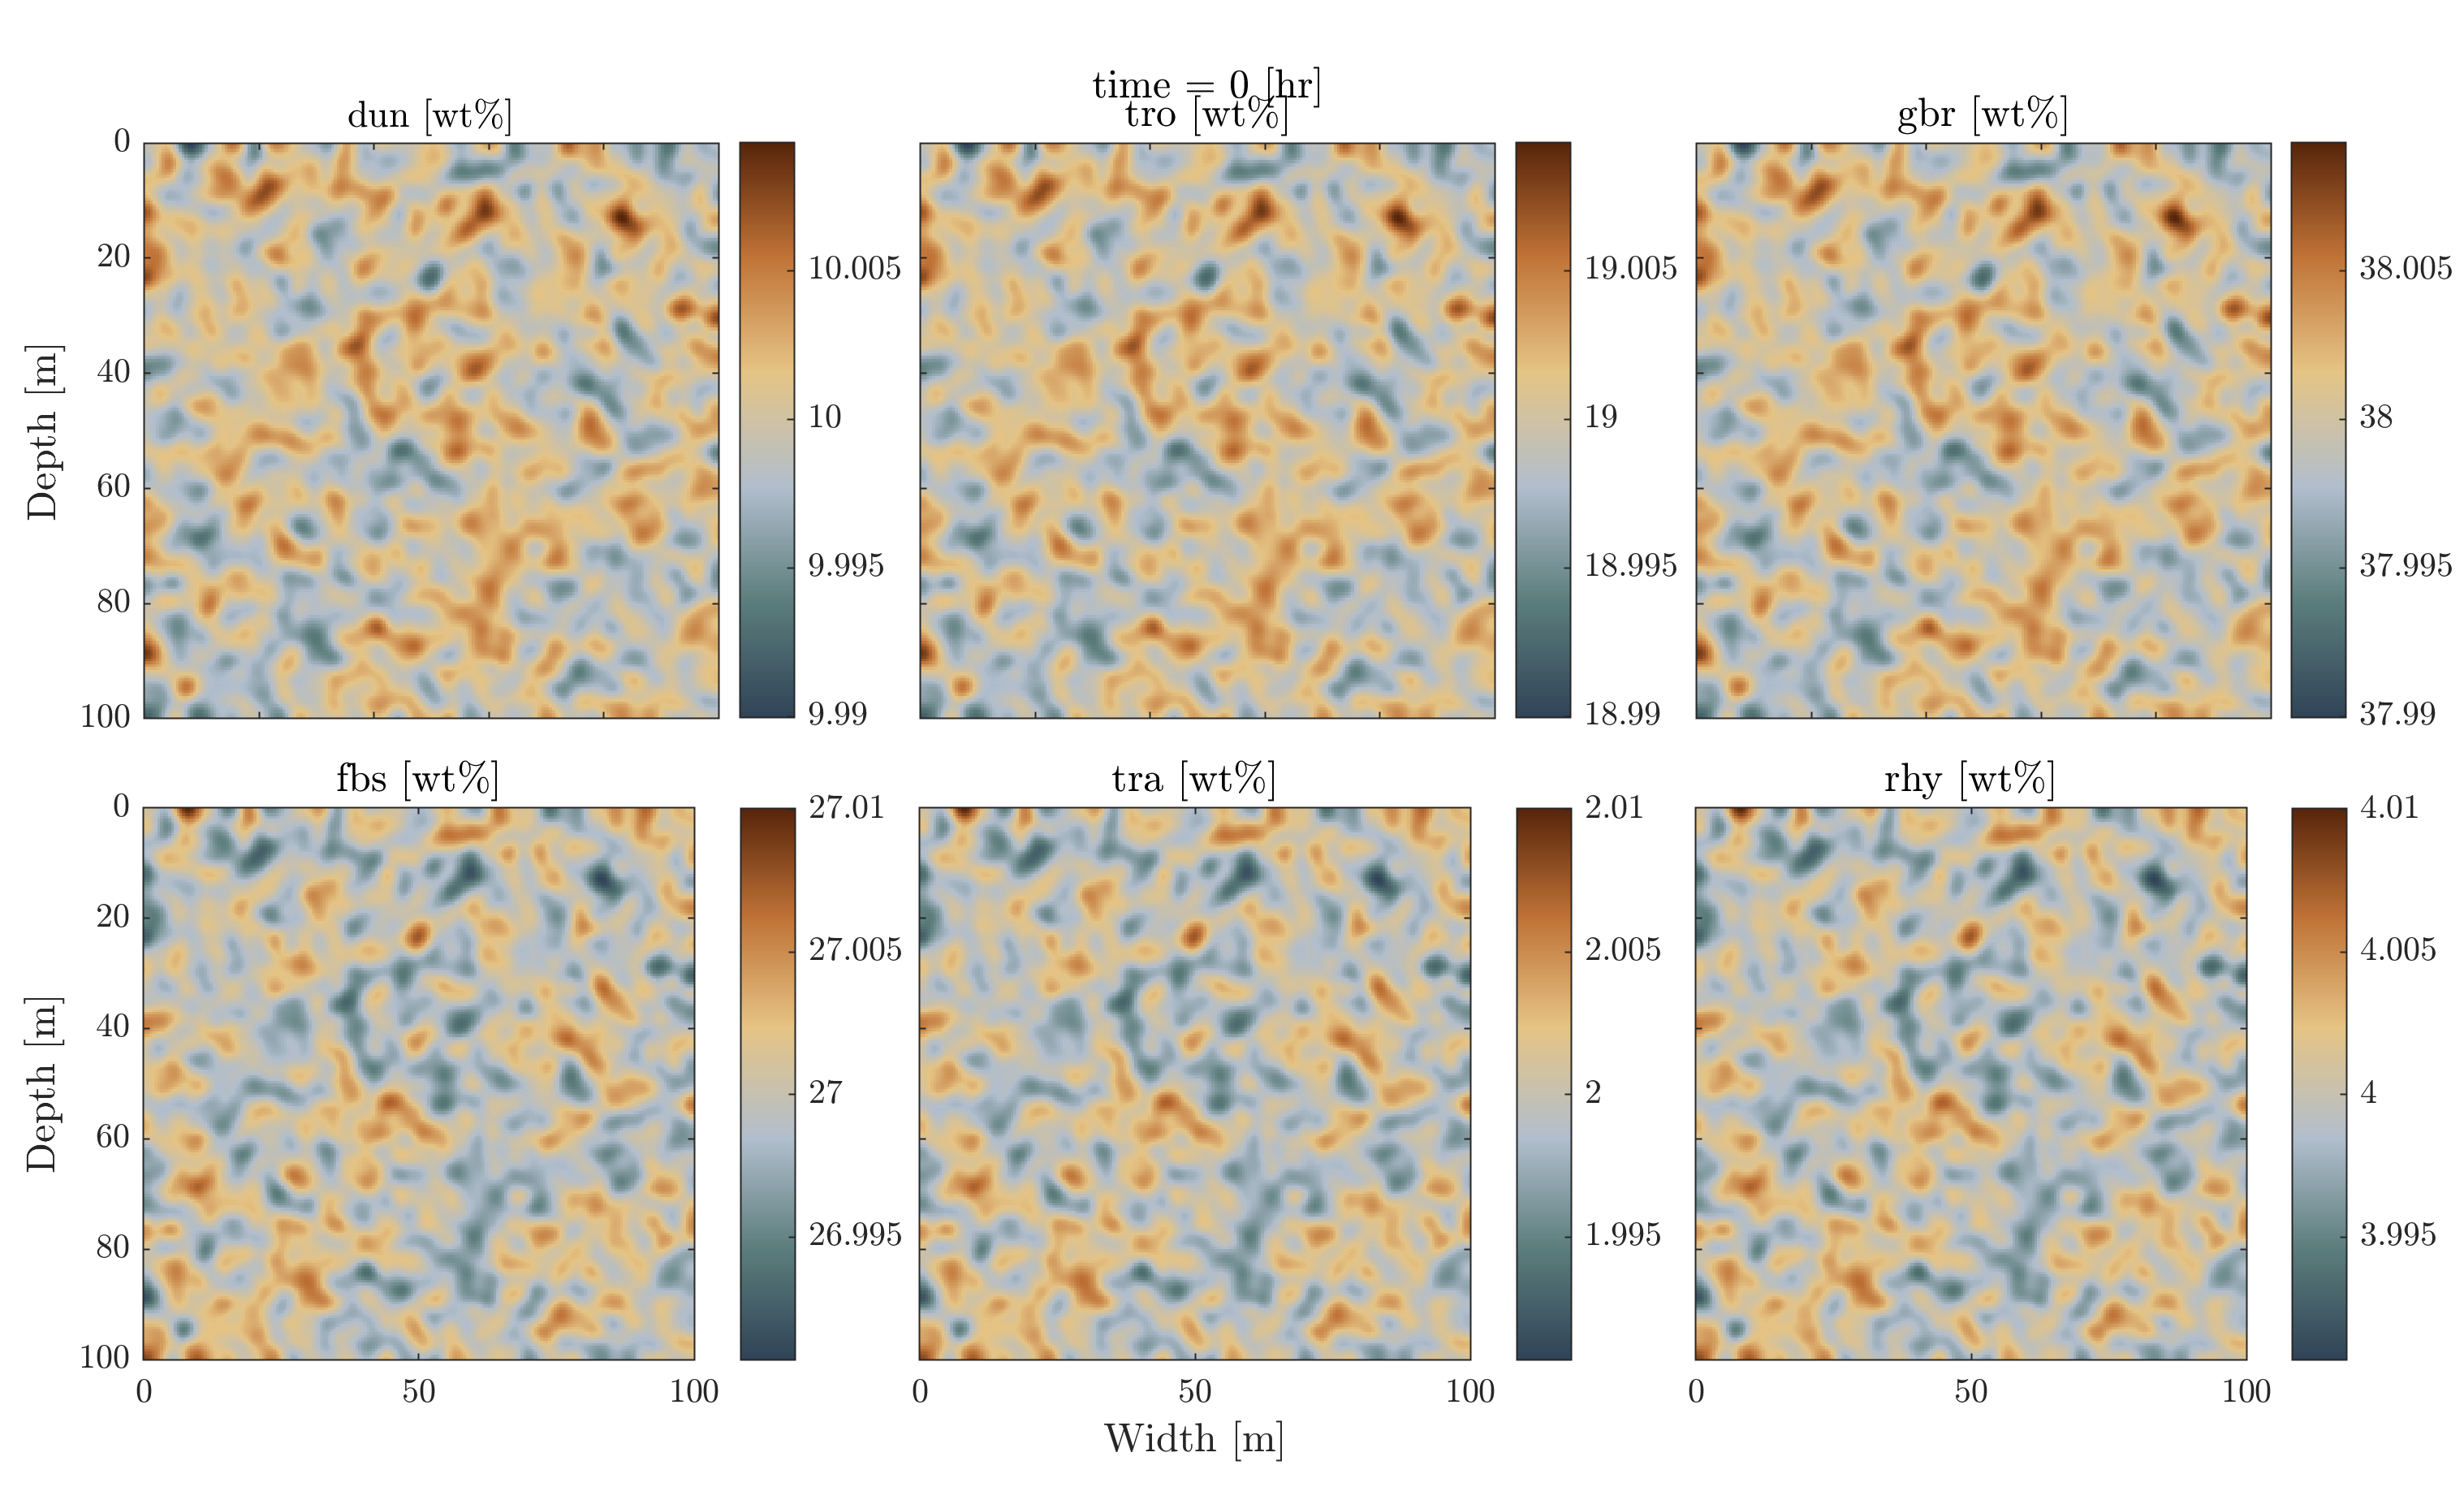 time = 0 [hr]
dun [wt%]
tro [wt%]
gbr [wt%]
0
20
40
60
80
100
Depth [m]
10.005
10
9.995
9.99
19.005
19
18.995
18.99
38.005
38
37.995
37.99
fbs [wt%]
tra [wt%]
rhy [wt%]
0
20
40
60
80
100
Depth [m]
27.01
27.005
27
26.995
2.01
2.005
2
1.995
4.01
4.005
4
3.995
0 50 100
0 50 100
0 50 100
Width [m]